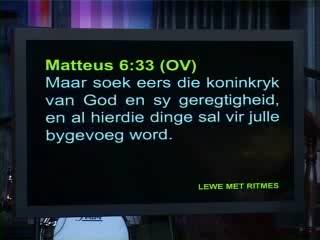 Matteus 6:33 (OV)
Maar soek eers die koninkryk
van God en sy geregtigheid,
en al hierdie dinge sal vir julle
bygevoeg word.
LEWE MET RITMES